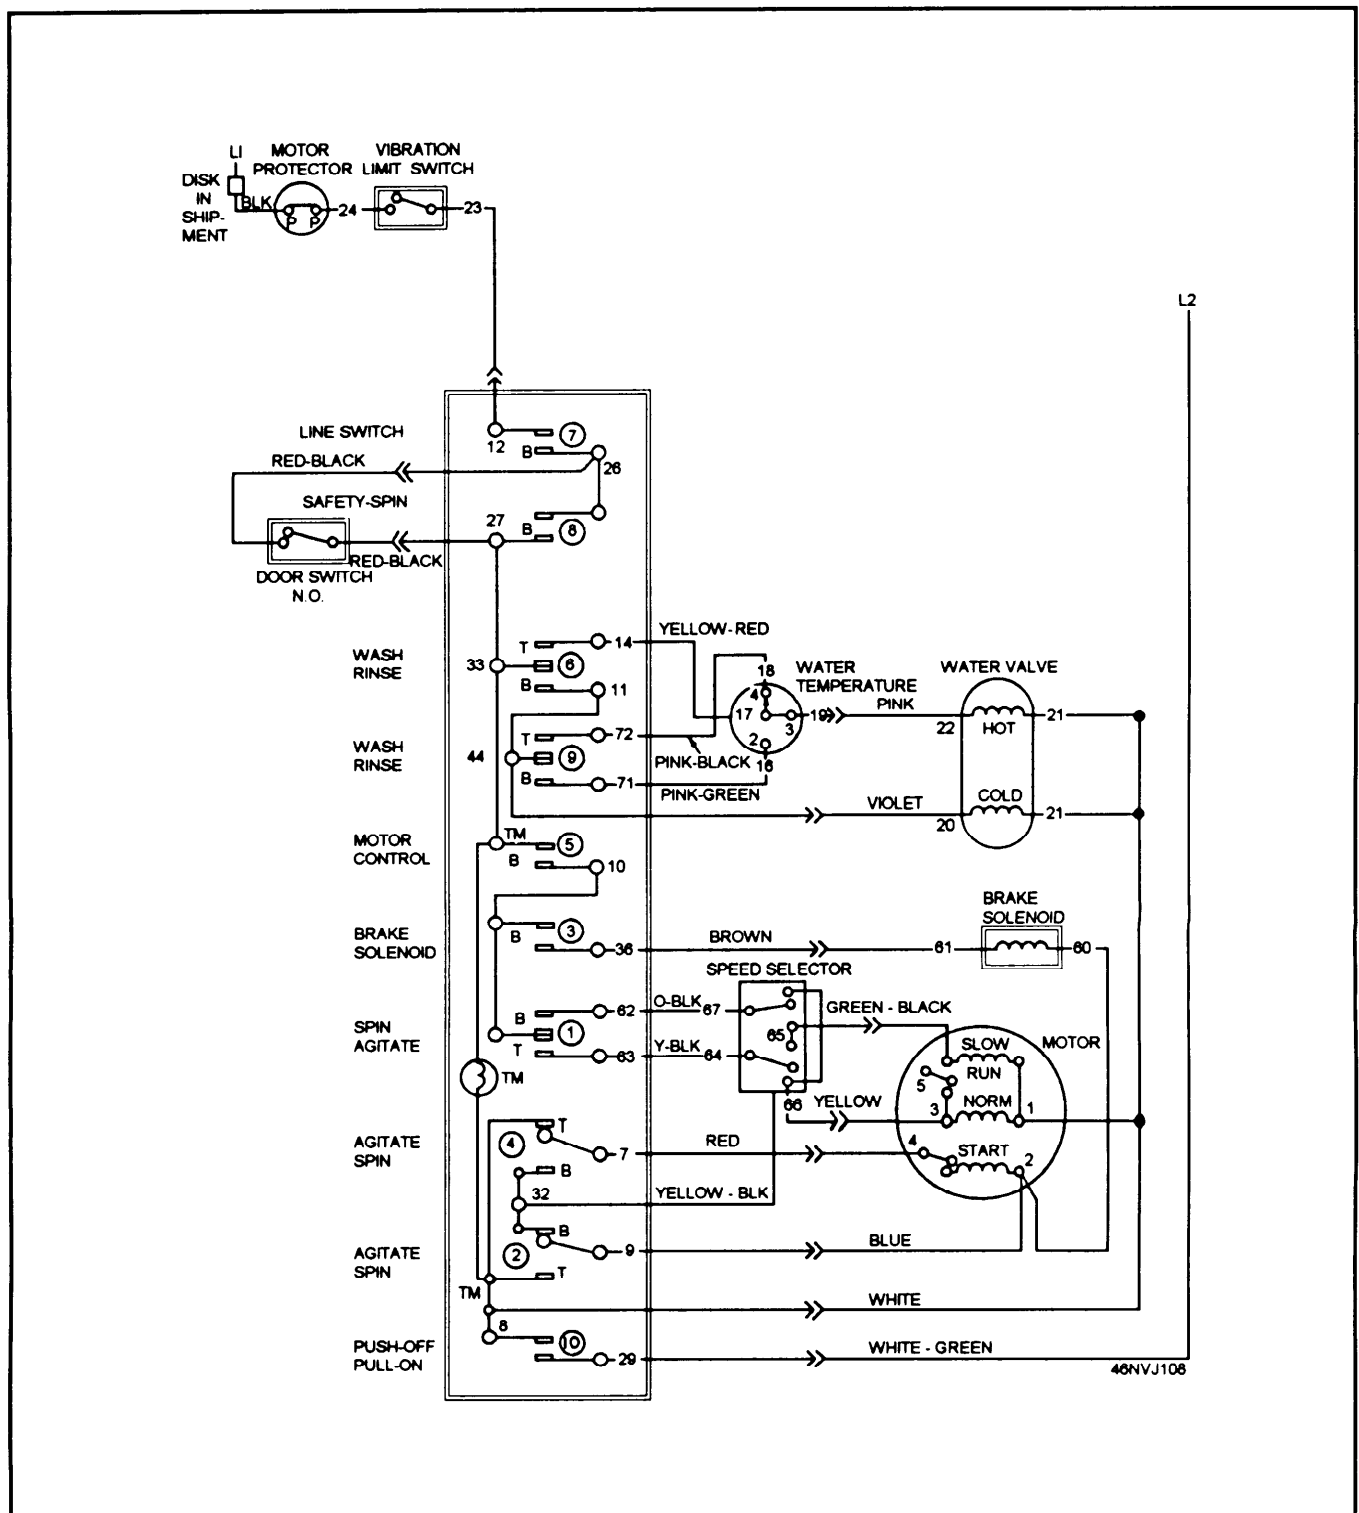 LI
MOTOR
PROTECTOR
VIBRATION
LIMIT SWITCH
DISK
IN
SHIP-
MENT
BLK
P P
24
23
L2
LINE SWITCH
12
7
B
26
RED-BLACK
SAFETY-SPIN
27
B
8
RED-BLACK
DOOR SWITCH
N.O.
WASH
RINSE
33
T
6
B
14
11
YELLOW-RED
18
4
17
3
19
2
16
WATER
TEMPERATURE
PINK
WATER VALVE
22
HOT
21
WASH
RINSE
44
T
9
B
72
71
PINK-BLACK
PINK-GREEN
VIOLET
20
COLD
21
MOTOR
CONTROL
TM
5
B
10
BRAKE
SOLENOID
B
3
36
BROWN
61
BRAKE
SOLENOID
60
SPEED SELECTOR
SPIN
AGITATE
B
1
T
62
63
O-BLK
67
Y-BLK
64
65
66
GREEN - BLACK
YELLOW
TM
SLOW
RUN
MOTOR
5
3
NORM
1
4
START
2
AGITATE
SPIN
4
T
7
RED
B
32
YELLOW - BLK
AGITATE
SPIN
B
2
T
9
BLUE
TM
WHITE
PUSH-OFF
PULL-ON
8
10
29
WHITE - GREEN
46NVJ106